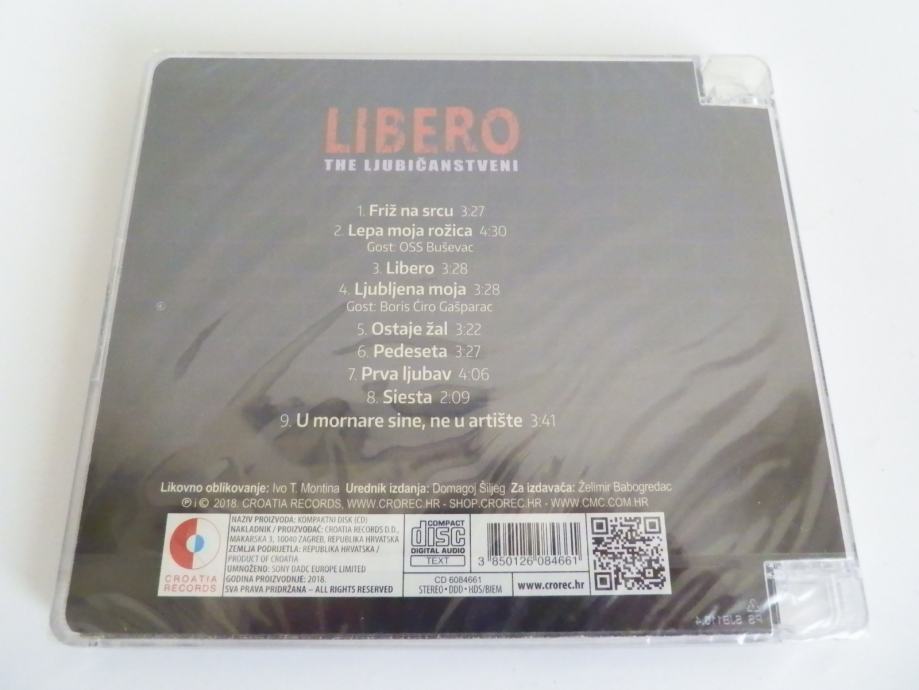 LIBERO
THE LJUBIČANSTVENI
1. Friž na srcu 3:27
2. Lepa moja rožica 4:30
Gost: OSS Buševac
3. Libero 3:28
4. Ljubljena moja 3:28
Gost: Boris Ćiro Gašparac
5. Ostaje žal 3:22
6. Pedeseta 3:27
7. Prva ljubav 4:06
8. Siesta 2:09
9. U mornare sine, ne u artište 3:41
Likovno oblikovanje: Ivo T. Montina Urednik izdanja: Domagoj Šiljeg Za izdavača: Želimir Babogredac
℗ i © 2018. CROATIA RECORDS, WWW.CROREC.HR - SHOP.CROREC.HR - WWW.CMC.COM.HR
CROATIA
RECORDS
NAZIV PROIZVODA: KOMPAKTNI DISK (CD)
NAKLADNIK / PROIZVOĐAČ: CROATIA RECORDS D.D.,
MAKARSKA 3, 10040 ZAGREB, REPUBLIKA HRVATSKA
ZEMLJA PODRIJETLA: REPUBLIKA HRVATSKA /
PRODUCT OF CROATIA
UMNOŽENO: SONY DADC EUROPE LIMITED
GODINA PROIZVODNJE: 2018.
SVA PRAVA PRIDRŽANA – ALL RIGHTS RESERVED
COMPACT
disc
DIGITAL AUDIO
TEXT
CD 6084661
STEREO • DDD • HDS/BIEM
3 850126 084661
www.crorec.hr